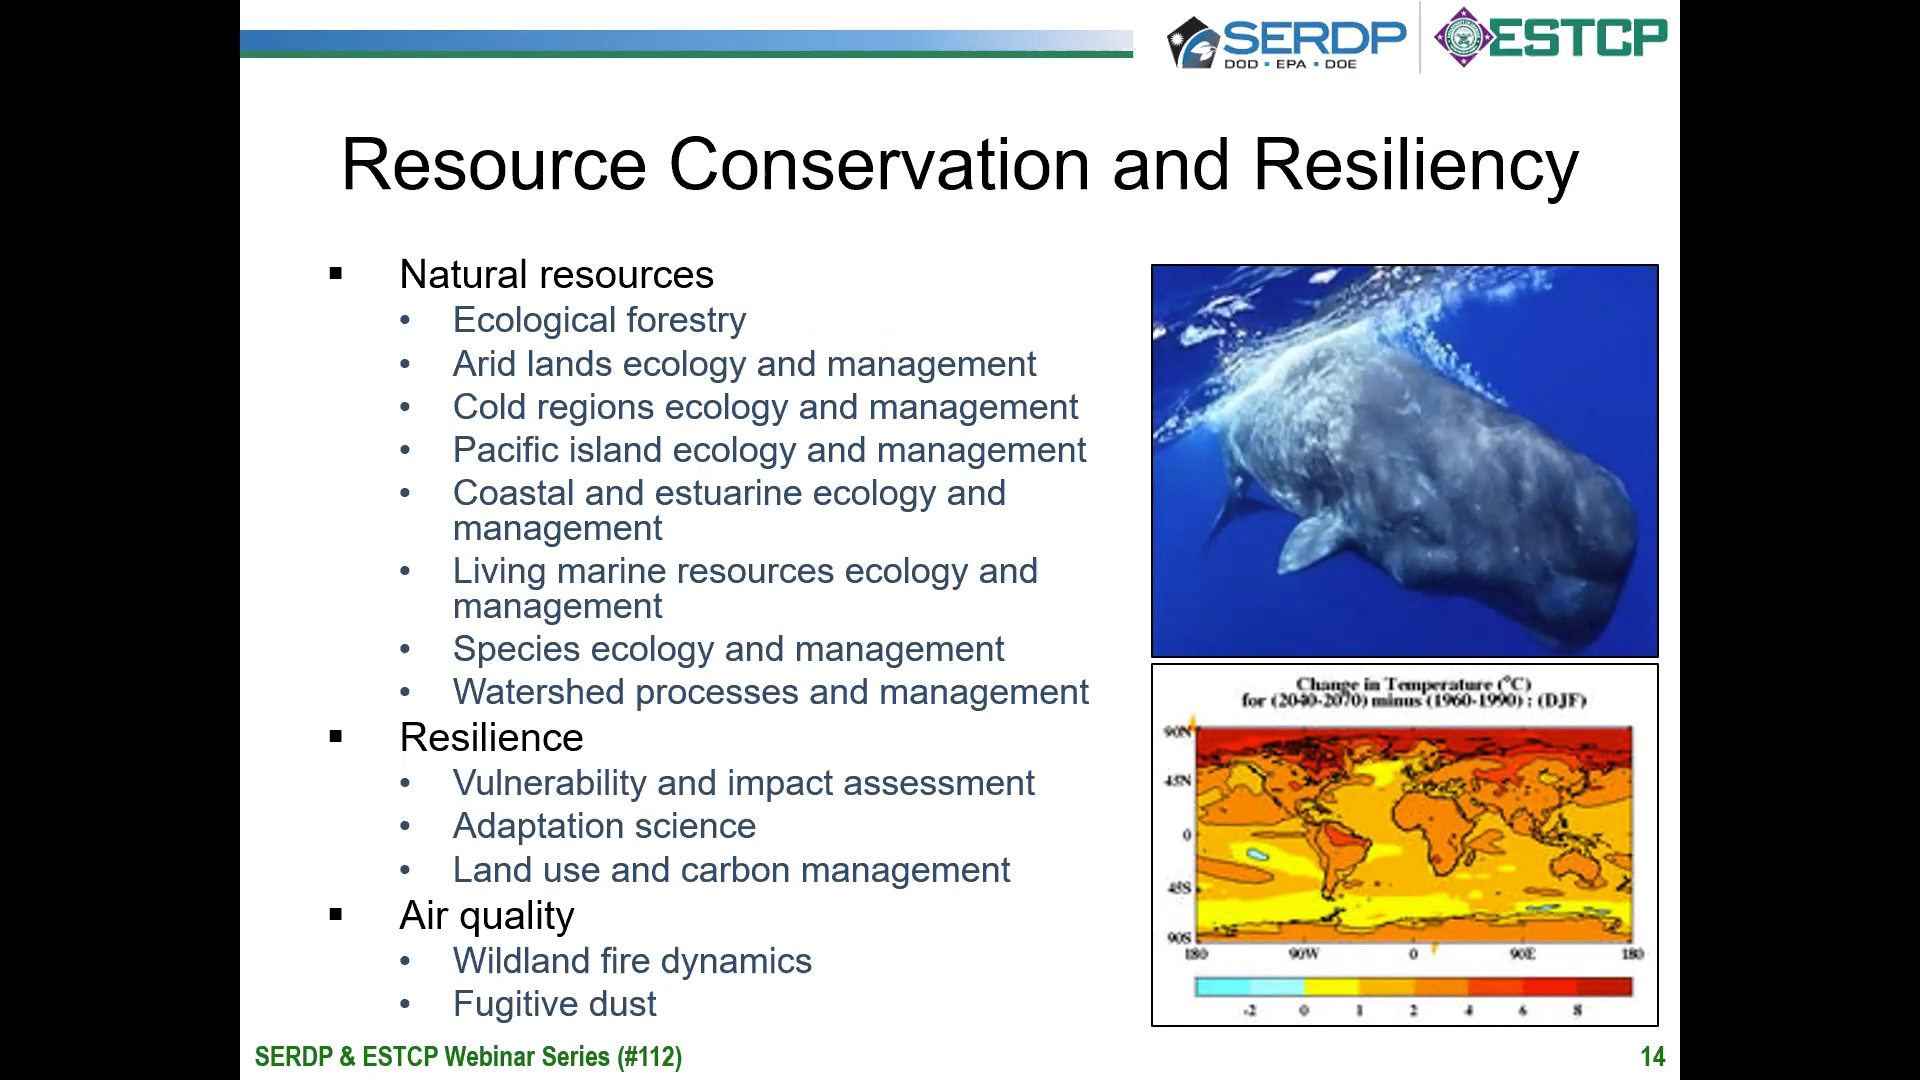 SERDP
DOD ▪ EPA ▪ DOE
ESTCP
Resource Conservation and Resiliency
▪ Natural resources
• Ecological forestry
• Arid lands ecology and management
• Cold regions ecology and management
• Pacific island ecology and management
• Coastal and estuarine ecology and
management
• Living marine resources ecology and
management
• Species ecology and management
• Watershed processes and management
▪ Resilience
• Vulnerability and impact assessment
• Adaptation science
• Land use and carbon management
▪ Air quality
• Wildland fire dynamics
• Fugitive dust
Change in Temperature (°C)
for (2040-2070) minus (1960-1990) : (DJF)
90N
45N
0
45S
90S
180 90W 0 90E 180
-2 0 1 2 4 6 8
SERDP & ESTCP Webinar Series (#112)
14